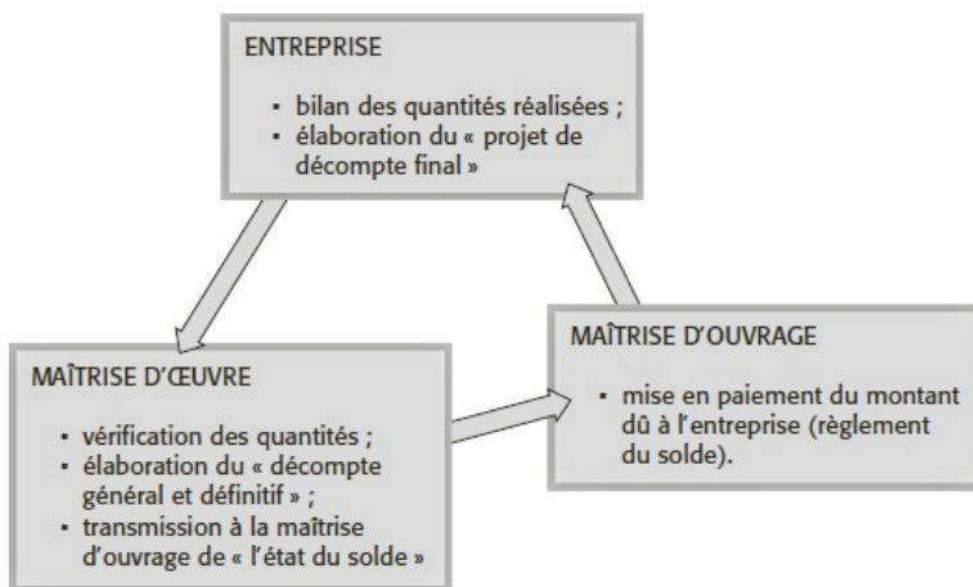 ENTREPRISE
▪ bilan des quantités réalisées ;
▪ élaboration du « projet de
décompte final »
MAÎTRISE D'ŒUVRE
▪ vérification des quantités ;
▪ élaboration du « décompte
général et définitif » ;
▪ transmission à la maîtrise
d'ouvrage de « l'état du solde »
MAÎTRISE D'OUVRAGE
▪ mise en paiement du montant
dû à l'entreprise (règlement
du solde).